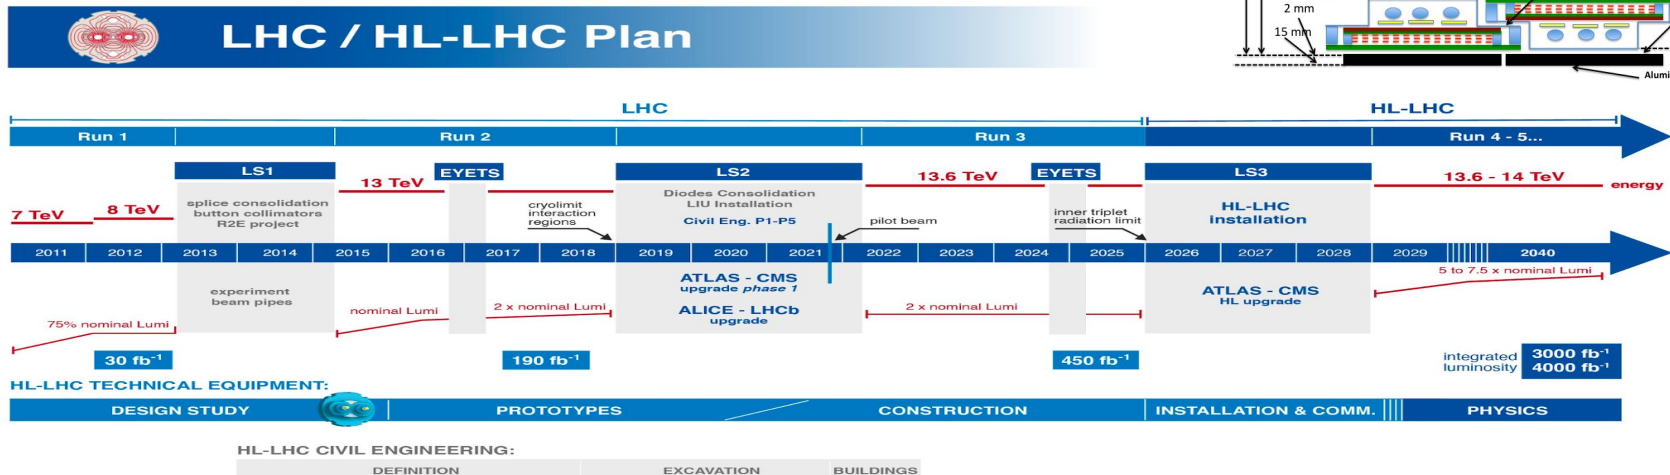 LHC / HL-LHC Plan
2 mm
15 mm
LHC
HL-LHC
Run 1
Run 2
Run 3
Run 4 - 5...
LS1
EYETS
LS2
EYETS
LS3
13 TeV
13.6 TeV
13.6 - 14 TeV
energy
7 TeV
8 TeV
splice consolidation
button collimators
R2E project
cryolimit
interaction
regions
Diodes Consolidation
LIU Installation
Civil Eng. P1-P5
pilot beam
inner triplet
radiation limit
HL-LHC
installation
2011
2012
2013
2014
2015
2016
2017
2018
2019
2020
2021
2022
2023
2024
2025
2026
2027
2028
2029
2040
5 to 7.5 x nominal Lumi
experiment
beam pipes
ATLAS - CMS
upgrade phase 1
ALICE - LHCb
upgrade
ATLAS - CMS
HL upgrade
75% nominal Lumi
nominal Lumi
2 x nominal Lumi
2 x nominal Lumi
30 fb⁻¹
190 fb⁻¹
450 fb⁻¹
integrated
luminosity
3000 fb⁻¹
4000 fb⁻¹
HL-LHC TECHNICAL EQUIPMENT:
DESIGN STUDY
PROTOTYPES
CONSTRUCTION
INSTALLATION & COMM.
PHYSICS
HL-LHC CIVIL ENGINEERING:
DEFINITION
EXCAVATION
BUILDINGS